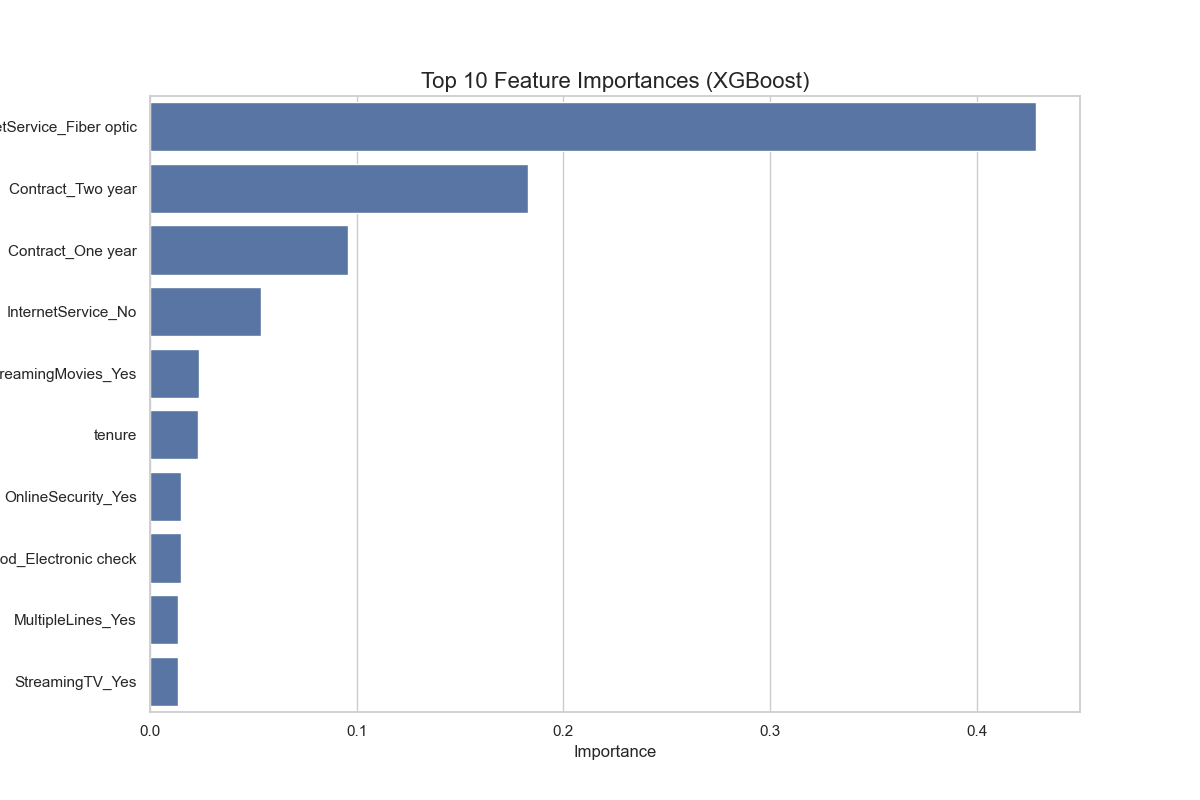 Top 10 Feature Importances (XGBoost)
etService_Fiber optic
Contract_Two year
Contract_One year
InternetService_No
reamingMovies_Yes
tenure
OnlineSecurity_Yes
od_Electronic check
MultipleLines_Yes
StreamingTV_Yes
0.0 0.1 0.2 0.3 0.4
Importance